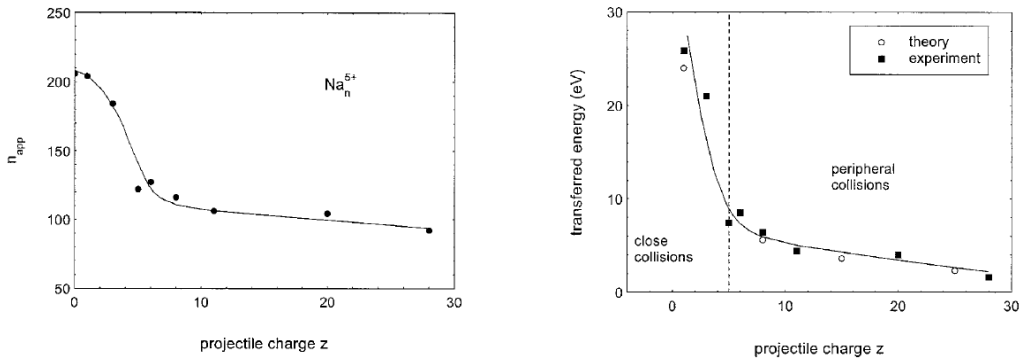 250
200
150
100
50
n_app
Na_n^5+
0 10 20 30
projectile charge z
30
20
10
0
transferred energy (eV)
theory
experiment
peripheral
collisions
close
collisions
0 10 20 30
projectile charge z